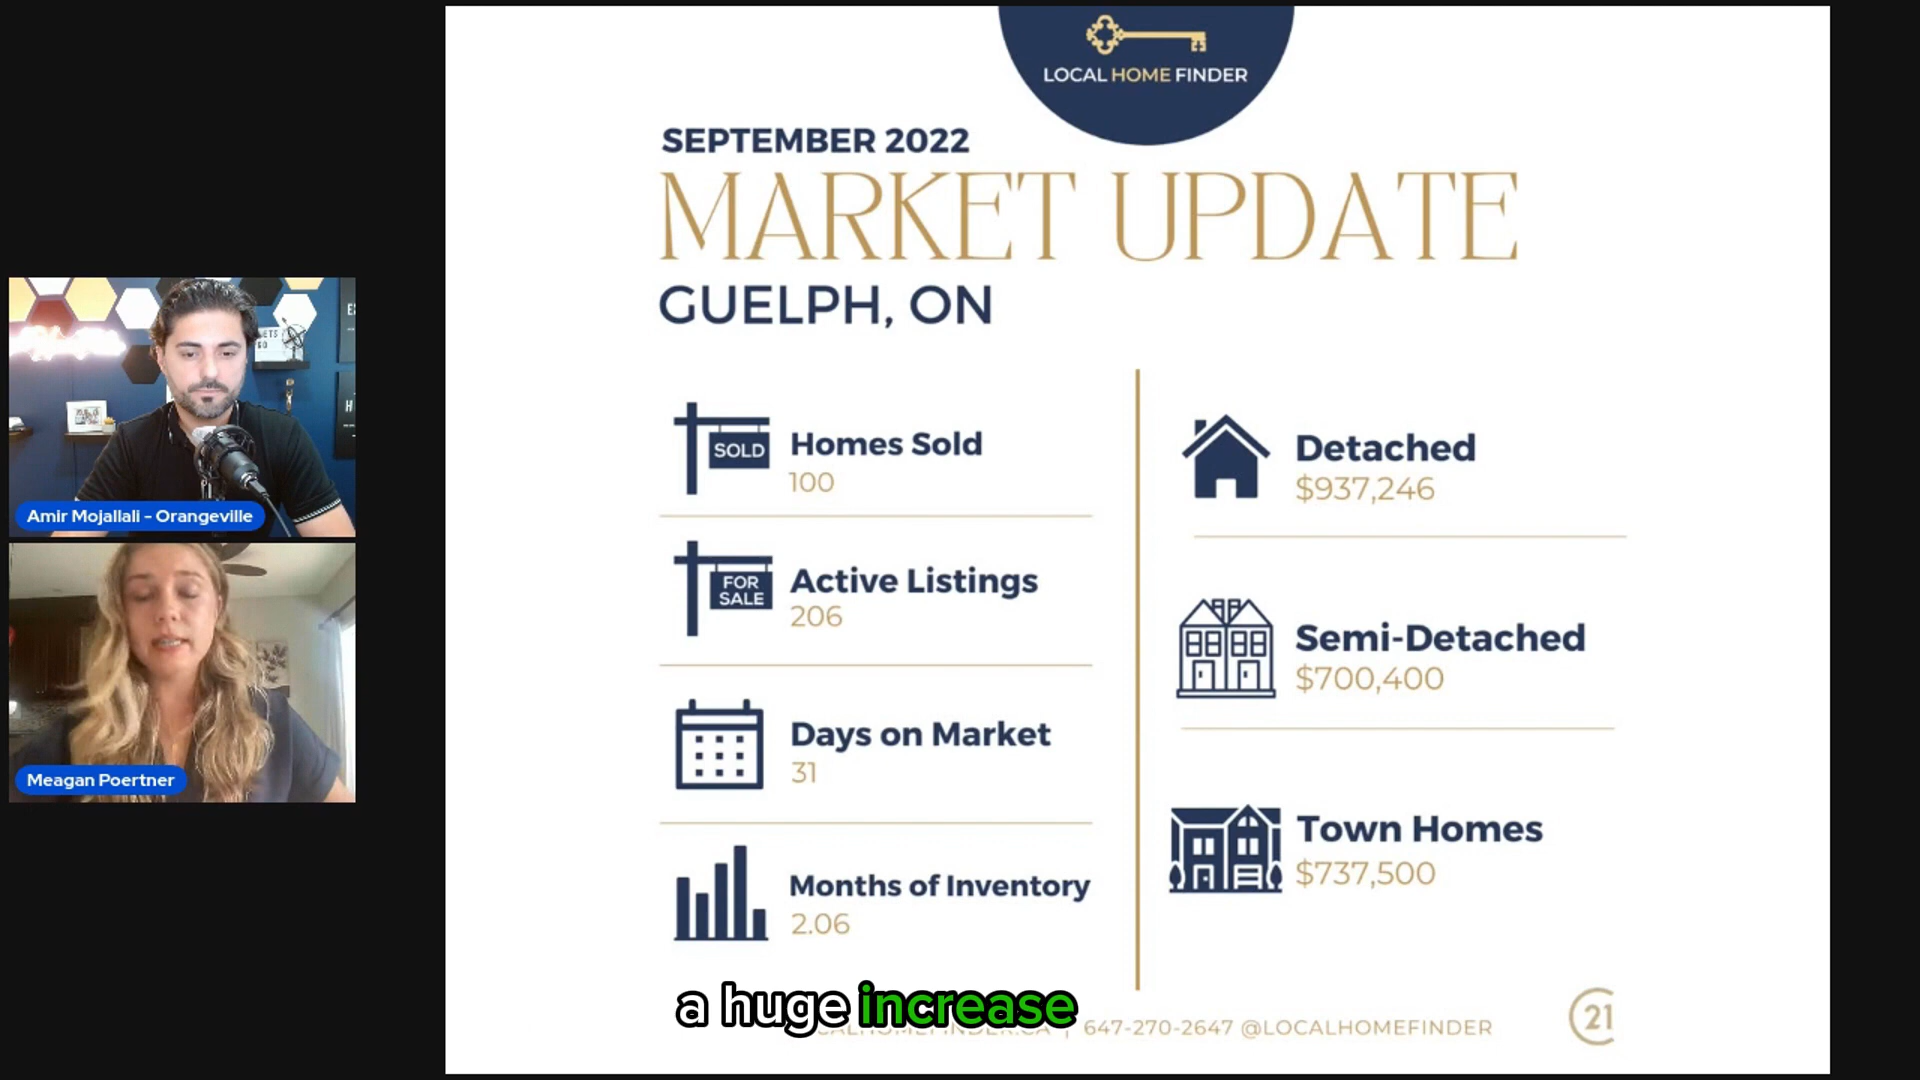 LOCAL HOME FINDER
SEPTEMBER 2022
MARKET UPDATE
GUELPH, ON
SOLD
Homes Sold
100
FOR
SALE
Active Listings
206
Days on Market
31
Months of Inventory
2.06
Detached
$937,246
Semi-Detached
$700,400
Town Homes
$737,500
Amir Mojallali - Orangeville
Meagan Poertner
a huge increase
| 647-270-2647 @LOCALHOMEFINDER
21